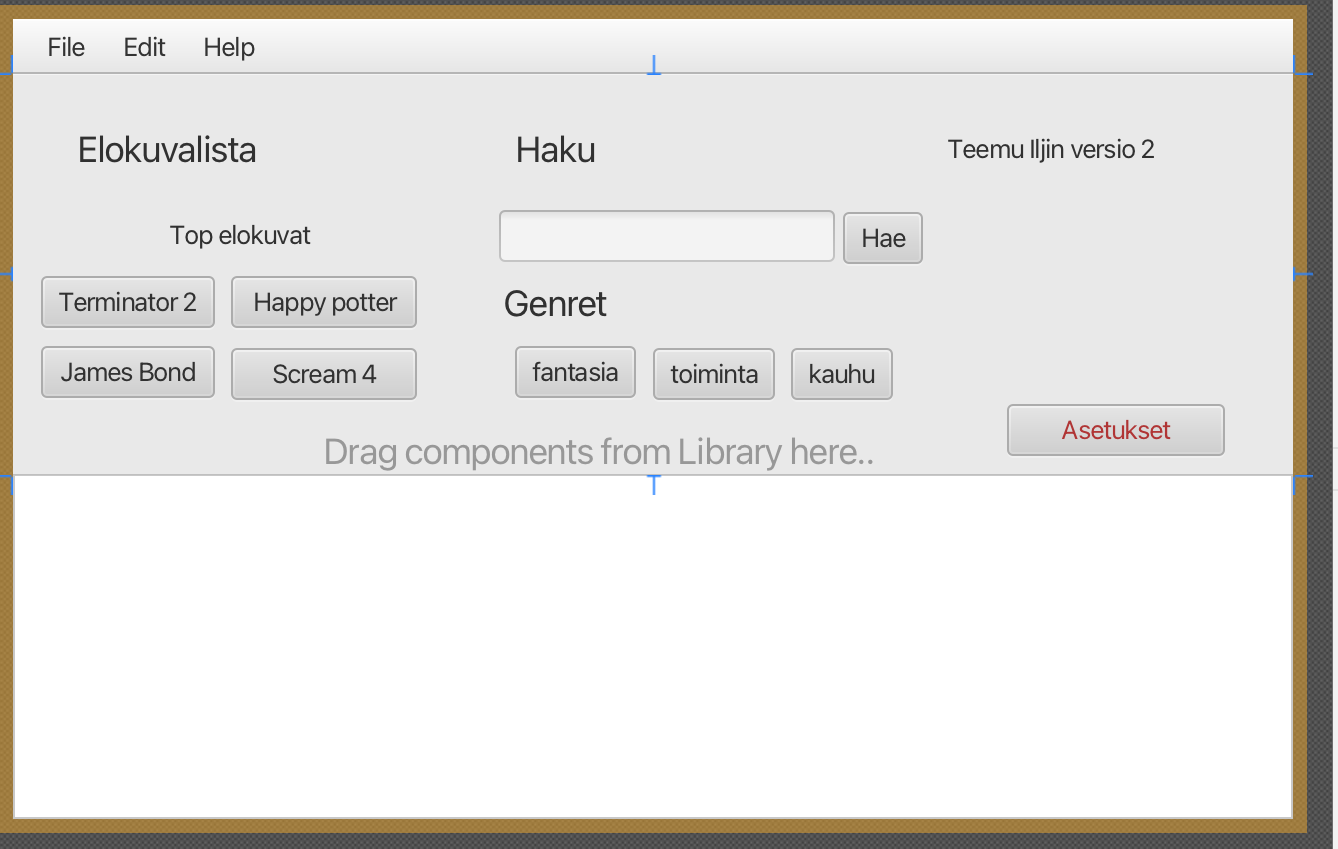 File Edit Help
Elokuvalista Haku Teemu Iljin versio 2
Top elokuvat Hae
Terminator 2 Happy potter Genret
James Bond Scream 4 fantasia toiminta kauhu
Asetukset
Drag components from Library here..